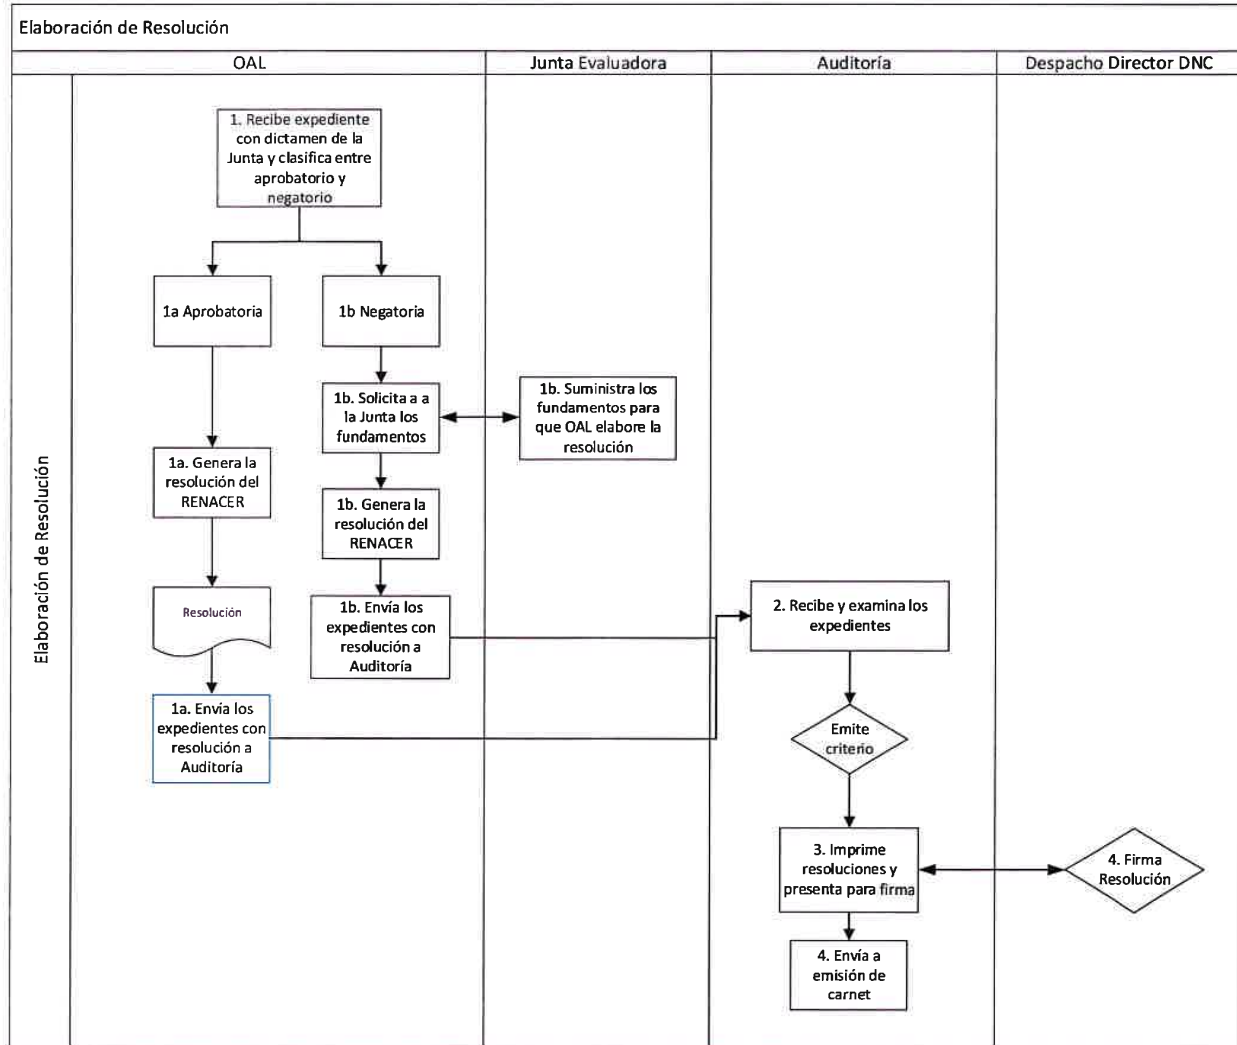 Elaboración de Resolución
OAL
Junta Evaluadora
Auditoría
Despacho Director DNC
Elaboración de Resolución
1. Recibe expediente
con dictamen de la
Junta y clasifica entre
aprobatorio y
negatorio
1a Aprobatoria
1b Negatoria
1b. Solicita a a
la Junta los
fundamentos
1b. Suministra los
fundamentos para
que OAL elabore la
resolución
1a. Genera la
resolución del
RENACER
1b. Genera la
resolución del
RENACER
Resolución
1b. Envía los
expedientes con
resolución a
Auditoría
2. Recibe y examina los
expedientes
1a. Envía los
expedientes con
resolución a
Auditoría
Emite
criterio
3. Imprime
resoluciones y
presenta para firma
4. Firma
Resolución
4. Envía a
emisión de
carnet